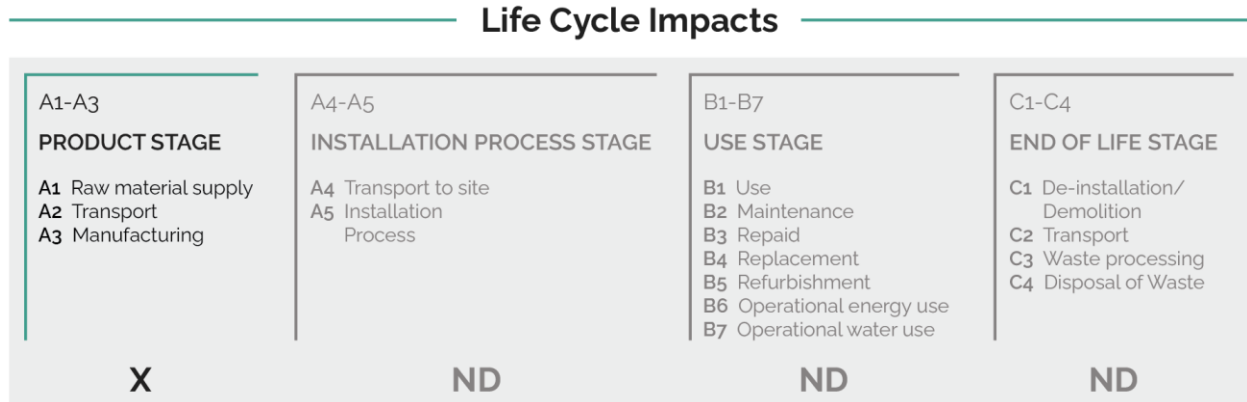 Life Cycle Impacts
A1-A3
PRODUCT STAGE
A1 Raw material supply
A2 Transport
A3 Manufacturing
X
A4-A5
INSTALLATION PROCESS STAGE
A4 Transport to site
A5 Installation
Process
ND
B1-B7
USE STAGE
B1 Use
B2 Maintenance
B3 Repaid
B4 Replacement
B5 Refurbishment
B6 Operational energy use
B7 Operational water use
ND
C1-C4
END OF LIFE STAGE
C1 De-installation/
Demolition
C2 Transport
C3 Waste processing
C4 Disposal of Waste
ND